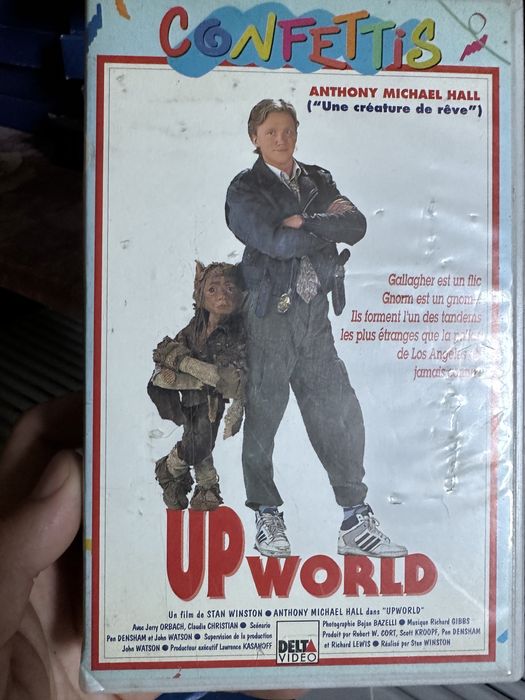 CONFETTIS
ANTHONY MICHAEL HALL
("Une créature de rêve")
Gallagher est un flic
Gnorm est un gnome
Ils forment l'un des tandems
les plus étranges que la
de Los Angeles
jamais
UP WORLD
Un film de STAN WINSTON • ANTHONY MICHAEL HALL dans "UPWORLD"
Avec Jerry ORBACH, Claudia CHRISTIAN • Scénario
Pen DENSHAM et John WATSON • Supervision de la production
John WATSON • Producteur exécutif Lawrence KASANOFF
DELTA
VIDÉO
Photographie Bojan BAZELLI • Musique Richard GIBBS
Produit par Robert W. CORT, Scott KROOPF, Pen DENSHAM
et Richard LEWIS • Réalisé par Stan WINSTON